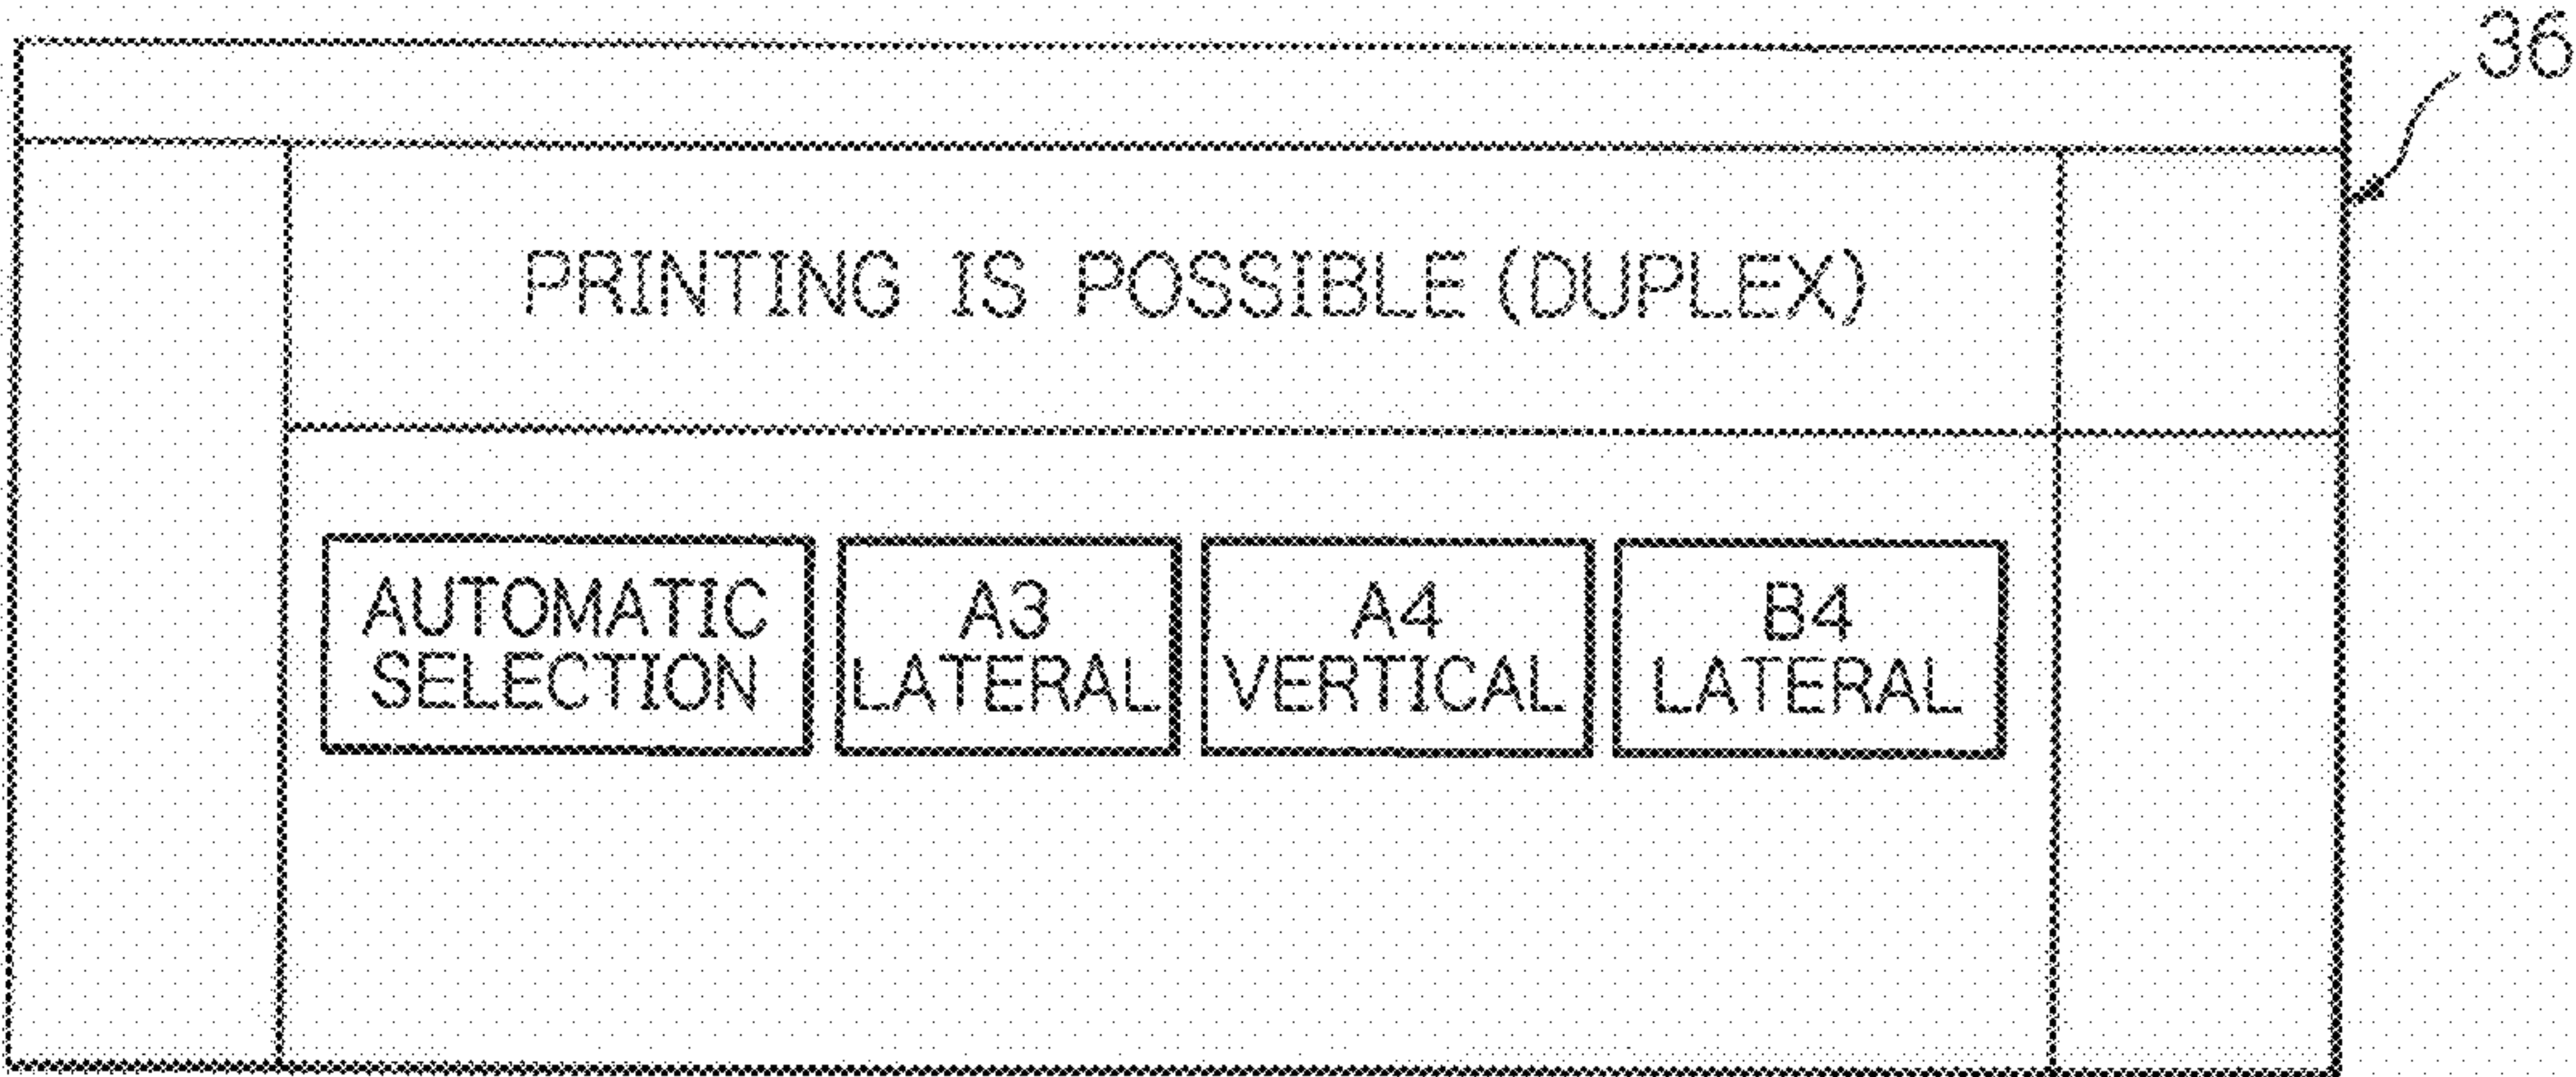 36
PRINTING IS POSSIBLE (DUPLEX)
AUTOMATIC
SELECTION
A3
LATERAL
A4
VERTICAL
B4
LATERAL